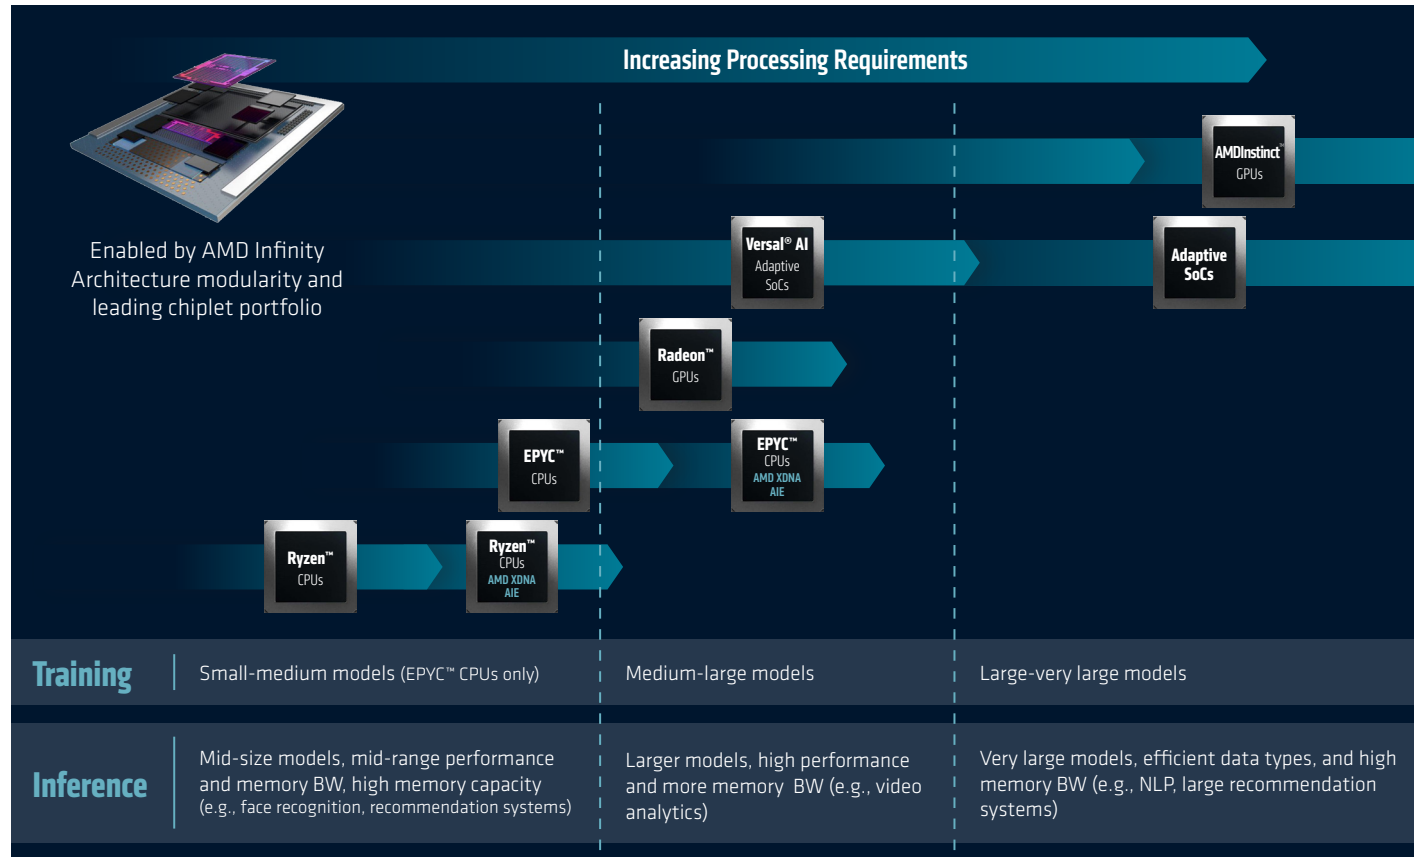 Increasing Processing Requirements
Enabled by AMD Infinity
Architecture modularity and
leading chiplet portfolio
AMDInstinct™
GPUs
Versal® AI
Adaptive
SoCs
Adaptive
SoCs
Radeon™
GPUs
EPYC™
CPUs
EPYC™
CPUs
AMD XDNA
AIE
Ryzen™
CPUs
Ryzen™
CPUs
AMD XDNA
AIE
Training
Small-medium models (EPYC™ CPUs only)
Medium-large models
Large-very large models
Inference
Mid-size models, mid-range performance
and memory BW, high memory capacity
(e.g., face recognition, recommendation systems)
Larger models, high performance
and more memory BW (e.g., video
analytics)
Very large models, efficient data types, and high
memory BW (e.g., NLP, large recommendation
systems)